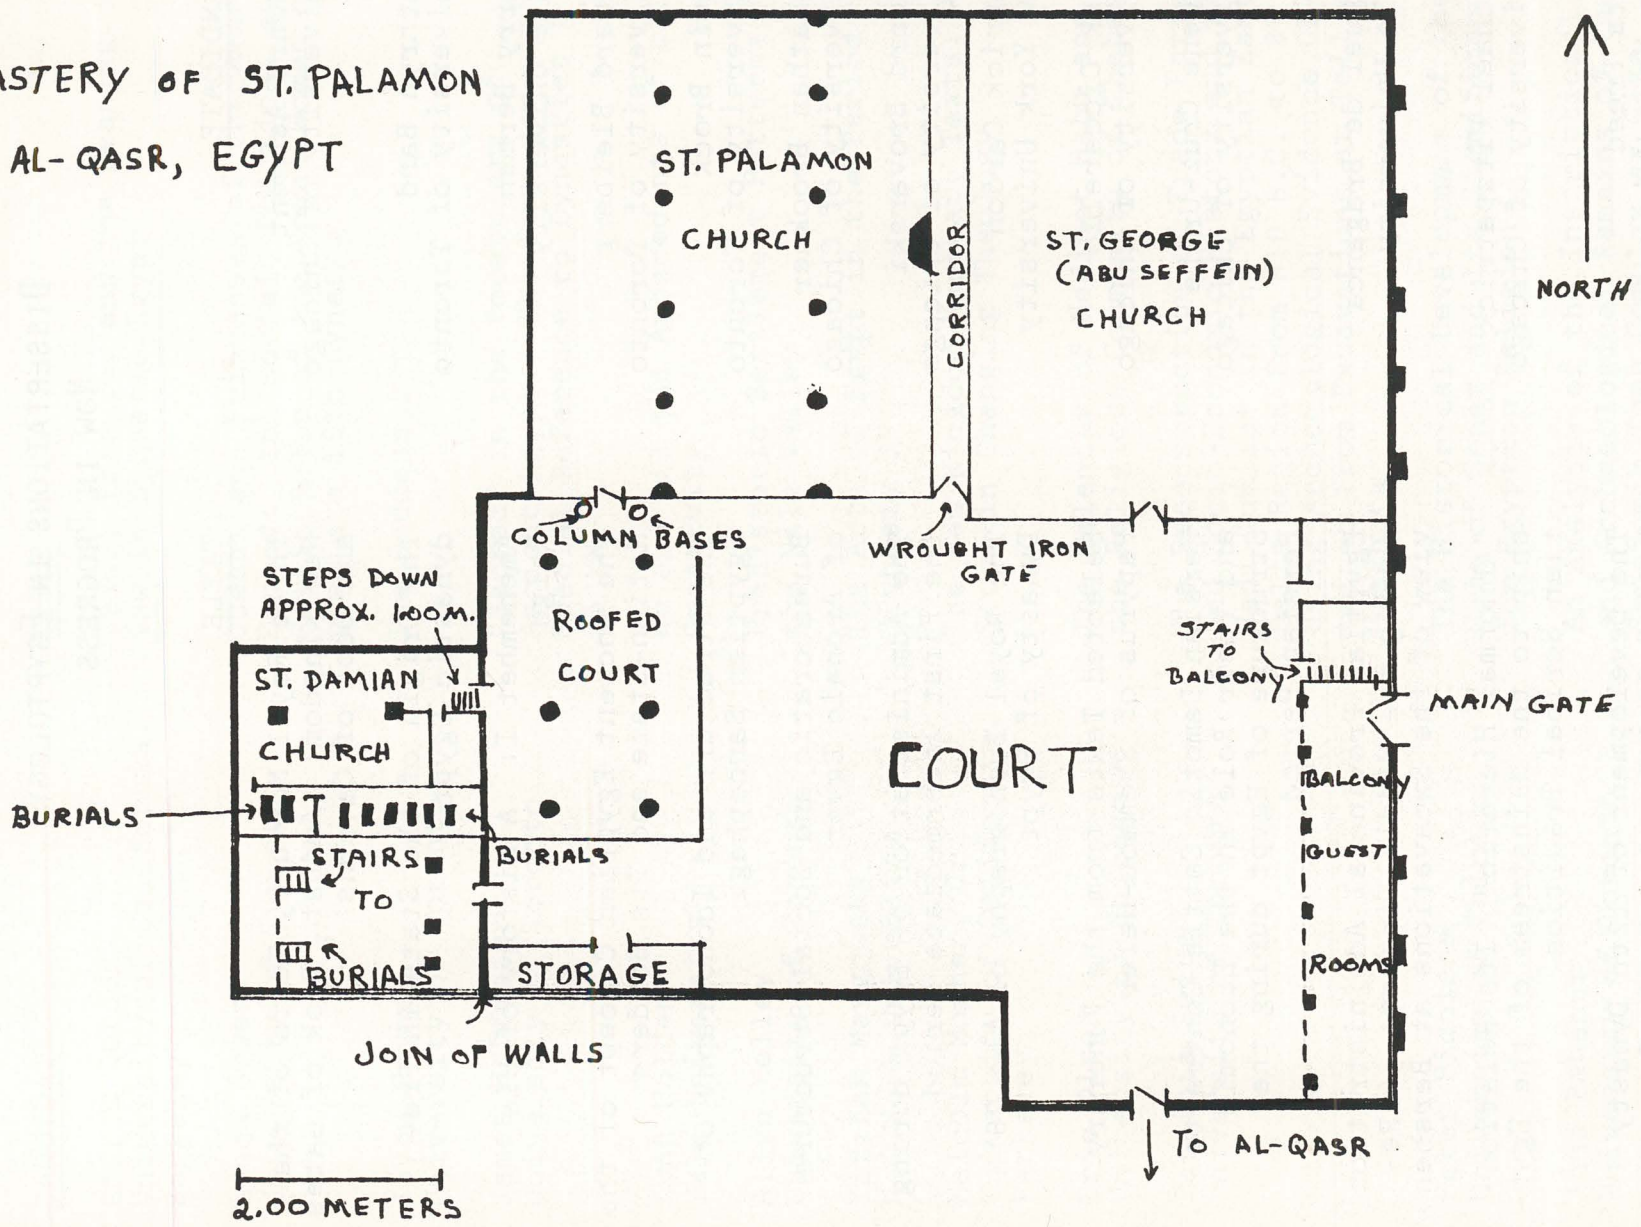 ASTERY OF ST. PALAMON
AL-QASR, EGYPT
ST. PALAMON
CHURCH
CORRIDOR
ST. GEORGE
(ABU SEFFEIN)
CHURCH
NORTH
COLUMN BASES
WROUGHT IRON
GATE
STEPS DOWN
APPROX. 1.00M.
ROOFED
COURT
STAIRS
TO
BALCONY
MAIN GATE
ST. DAMIAN
CHURCH
COURT
BALCONY
GUEST
ROOMS
BURIALS
BURIALS
STAIRS
TO
BURIALS
STORAGE
JOIN OF WALLS
TO AL-QASR
2.00 METERS